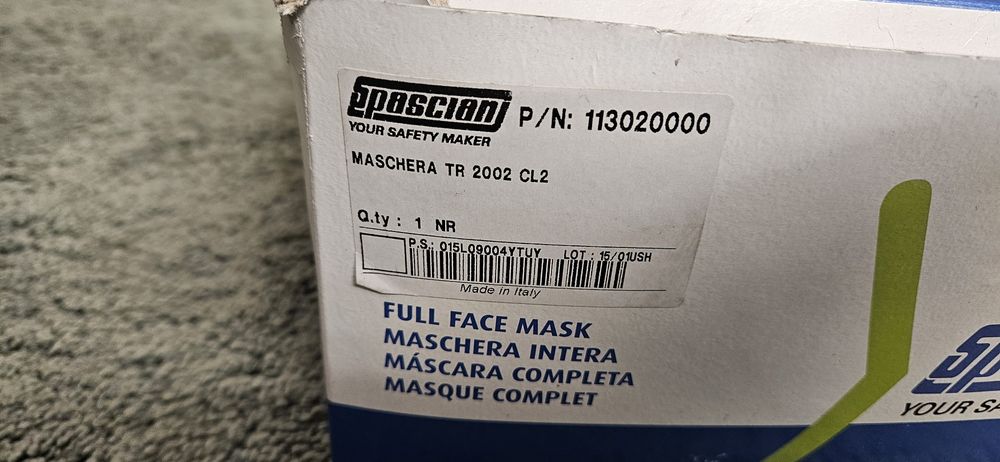 Spasciani P/N: 113020000
YOUR SAFETY MAKER
MASCHERA TR 2002 CL2
Q.ty : 1 NR
P.S.: 015L09004YTUY LOT : 15/01USH
Made in Italy
FULL FACE MASK
MASCHERA INTERA
MÁSCARA COMPLETA
MASQUE COMPLET
Sp
YOUR SA